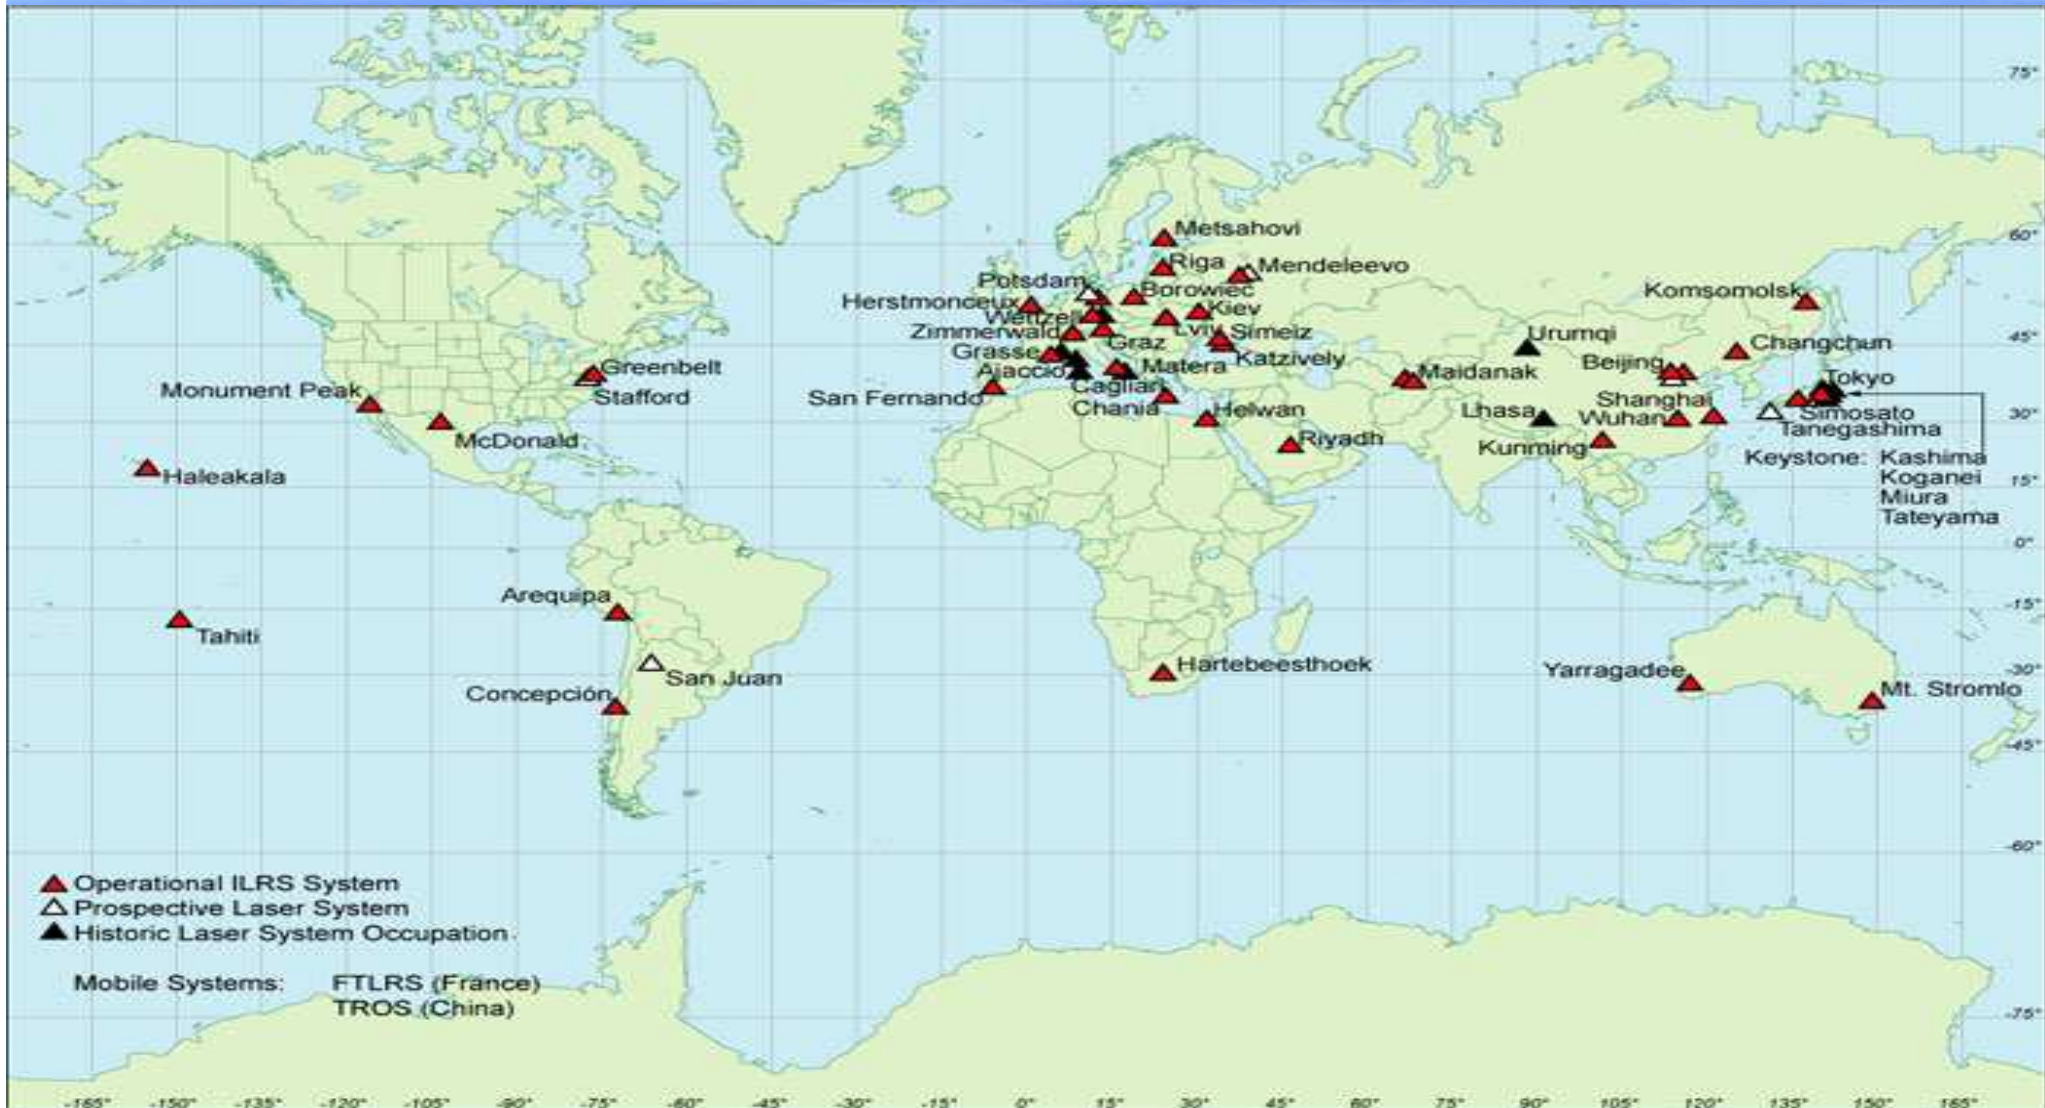 75°
Metsahovi
60°
Riga
Mendeleevo
Potsdam
Borowiec
Komsomolsk
Herstmonceux
Kiev
Wettzell
Lviv
Simeiz
Urumqi
Zimmerwald
45°
Graz
Changchun
Grasse
Katzively
Beijing
Greenbelt
Ajaccio
Matera
Maidanak
Tokyo
Monument Peak
Stafford
Cagliari
San Fernando
Shanghai
Chania
Helwan
Lhasa
Wuhan
Simosato
30°
McDonald
Riyadh
Kunming
Tanegashima
Keystone: Kashima
Haleakala
Koganei
15°
Miura
Tateyama
0°
Arequipa
-15°
Tahiti
Hartebeesthoek
Yarragadee
-30°
San Juan
Concepción
Mt. Stromlo
-45°
-60°
Operational ILRS System
Prospective Laser System
Historic Laser System Occupation
Mobile Systems: FTLRS (France)
TROS (China)
-75°
-165° -150° -135° -120° -105° -90° -75° -60° -45° -30° -15° 0° 15° 30° 45° 60° 75° 90° 105° 120° 135° 150° 165°